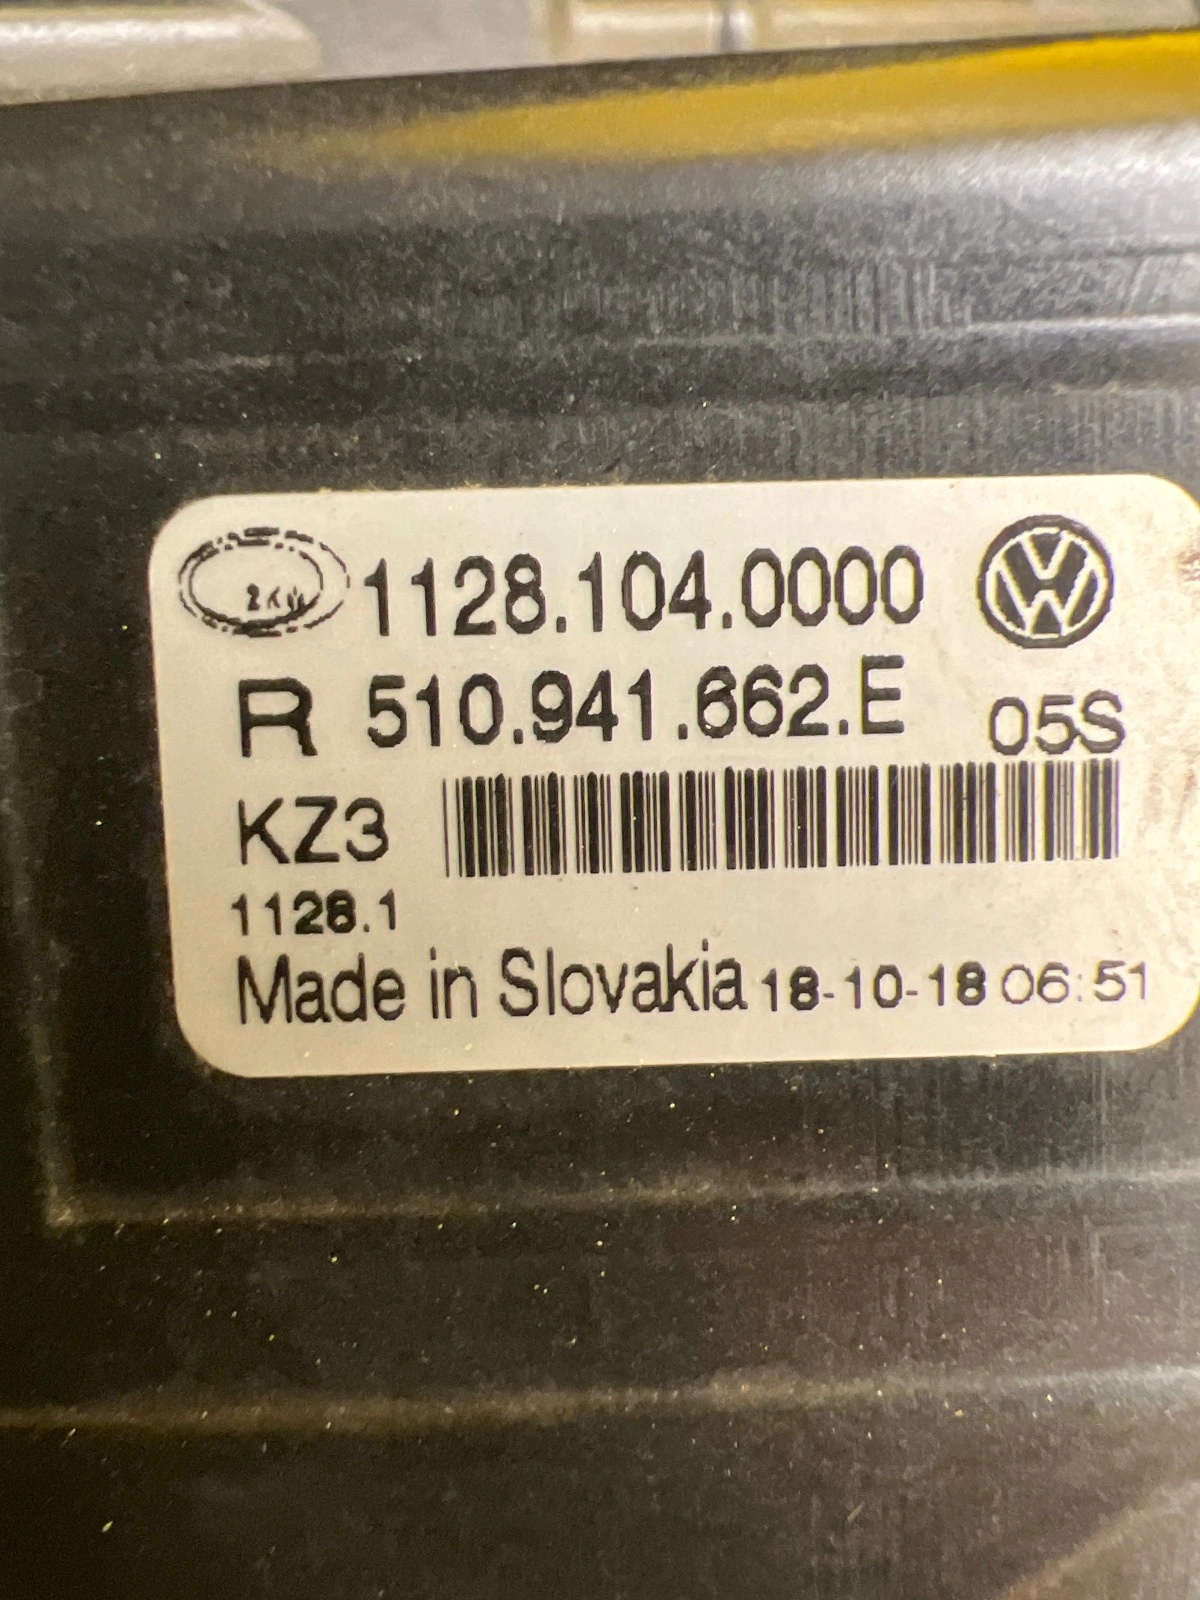 1128.104.0000
R 510.941.662.E 05S
KZ3
1128.1
Made in Slovakia 18-10-18 06:51